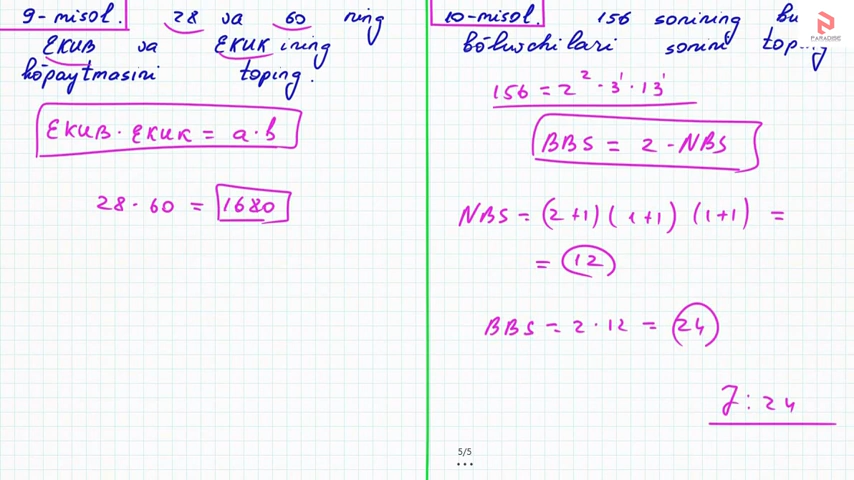 9-misol. 28 va 60 ning
EKUB va EKUK ining
ko'paytmasini toping.
EKUB · EKUK = a · b
28 · 60 = 1680
10-misol. 156 sonining bu
bo'luvchilari sonini top
156 = 2² · 3¹ · 13¹
BBS = 2 · NBS
NBS = (2+1)(1+1)(1+1) =
= 12
BBS = 2 · 12 = 24
J: 24
5/5
PARADISE